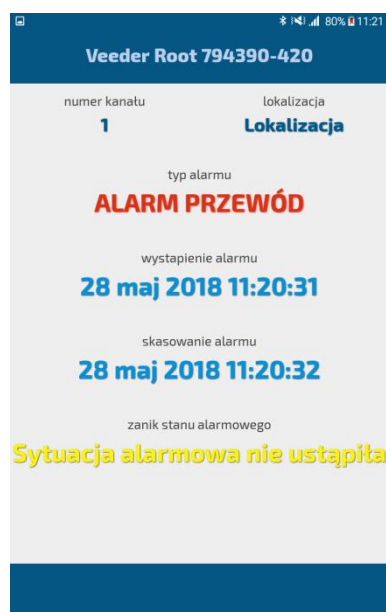 80% 11:21
Veeder Root 794390-420
numer kanału lokalizacja
1 Lokalizacja
typ alarmu
ALARM PRZEWÓD
wystapienie alarmu
28 maj 2018 11:20:31
skasowanie alarmu
28 maj 2018 11:20:32
zanik stanu alarmowego
Sytuacja alarmowa nie ustąpiła